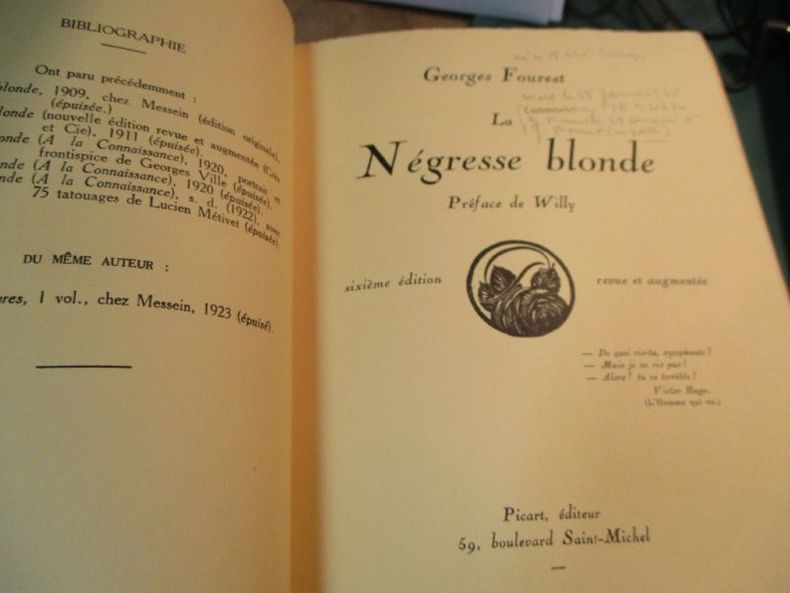 BIBLIOGRAPHIE
Ont paru précédemment :
blonde, 1909, chez Messein (édition originale),
(épuisée.)
londe (nouvelle édition revue et augmentée
et Cie), 1911 (épuisée).
onde (A la Connaissance), 1920, portrait et
frontispice de Georges Ville (épuisée).
nde (A la Connaissance), 1920 (épuisée).
nde (A la Connaissance), s. d. (1922), avec
75 tatouages de Lucien Métivet (épuisée).
DU MÊME AUTEUR :
res, 1 vol., chez Messein, 1923 (épuisé).
Georges Fourest
La
Négresse blonde
Préface de Willy
sixième édition
revue et augmentée
— De quoi ris-tu, sycophante ?
— Mais je ne ris pas !
— Alors ! tu es terrible !
Victor Hugo.
(L'Homme qui rit.)
Picart, éditeur
59, boulevard Saint-Michel